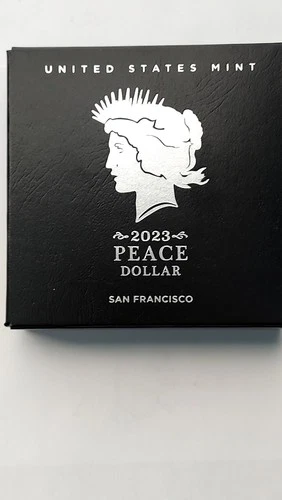 UNITED STATES MINT
2023
PEACE
DOLLAR
SAN FRANCISCO